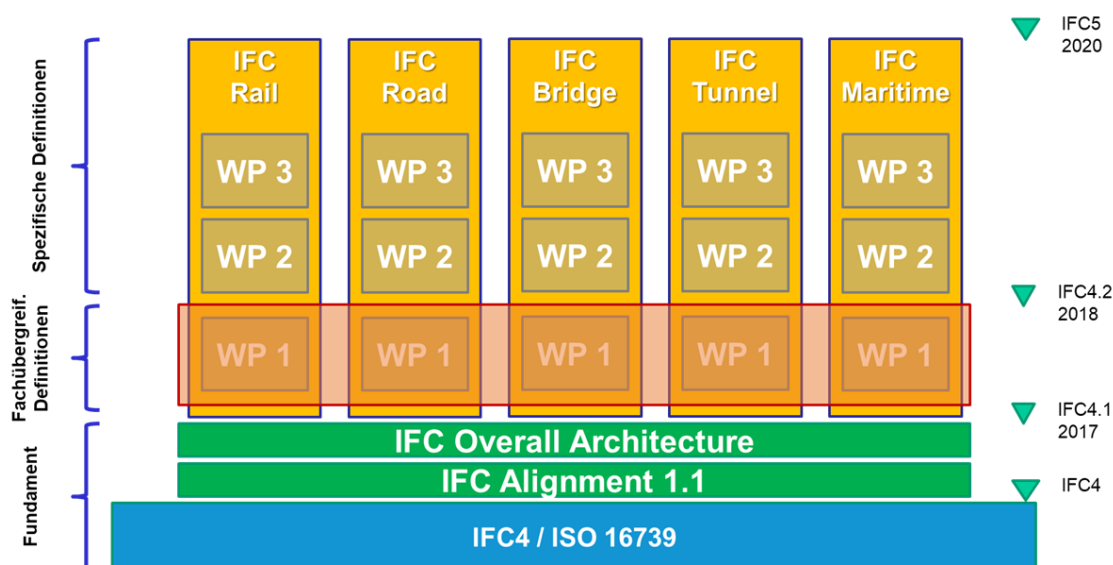 IFC5
2020
Spezifische Definitionen
IFC
Rail
IFC
Road
IFC
Bridge
IFC
Tunnel
IFC
Maritime
WP 3
WP 3
WP 3
WP 3
WP 3
WP 2
WP 2
WP 2
WP 2
WP 2
IFC4.2
2018
Fachübergreif.
Definitionen
WP 1
WP 1
WP 1
WP 1
WP 1
IFC4.1
2017
Fundament
IFC Overall Architecture
IFC Alignment 1.1
IFC4
IFC4 / ISO 16739